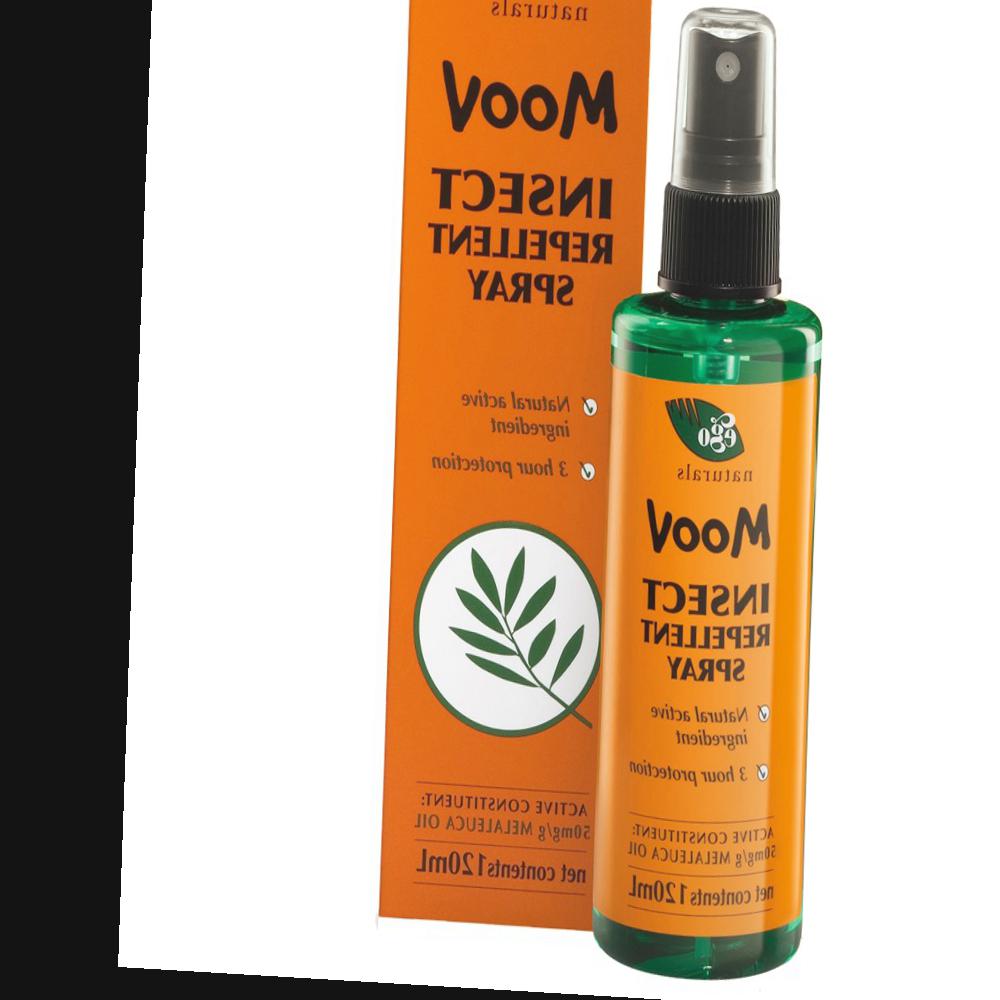 naturals
Moov
INSECT
REPELLENT
SPRAY
Natural active
ingredient
3 hour protection
ACTIVE CONSTITUENT:
50mg/g MELALEUCA OIL
net contents 120mL
ego
naturals
Moov
INSECT
REPELLENT
SPRAY
Natural active
ingredient
3 hour protection
ACTIVE CONSTITUENT:
50mg/g MELALEUCA OIL
net contents 120mL